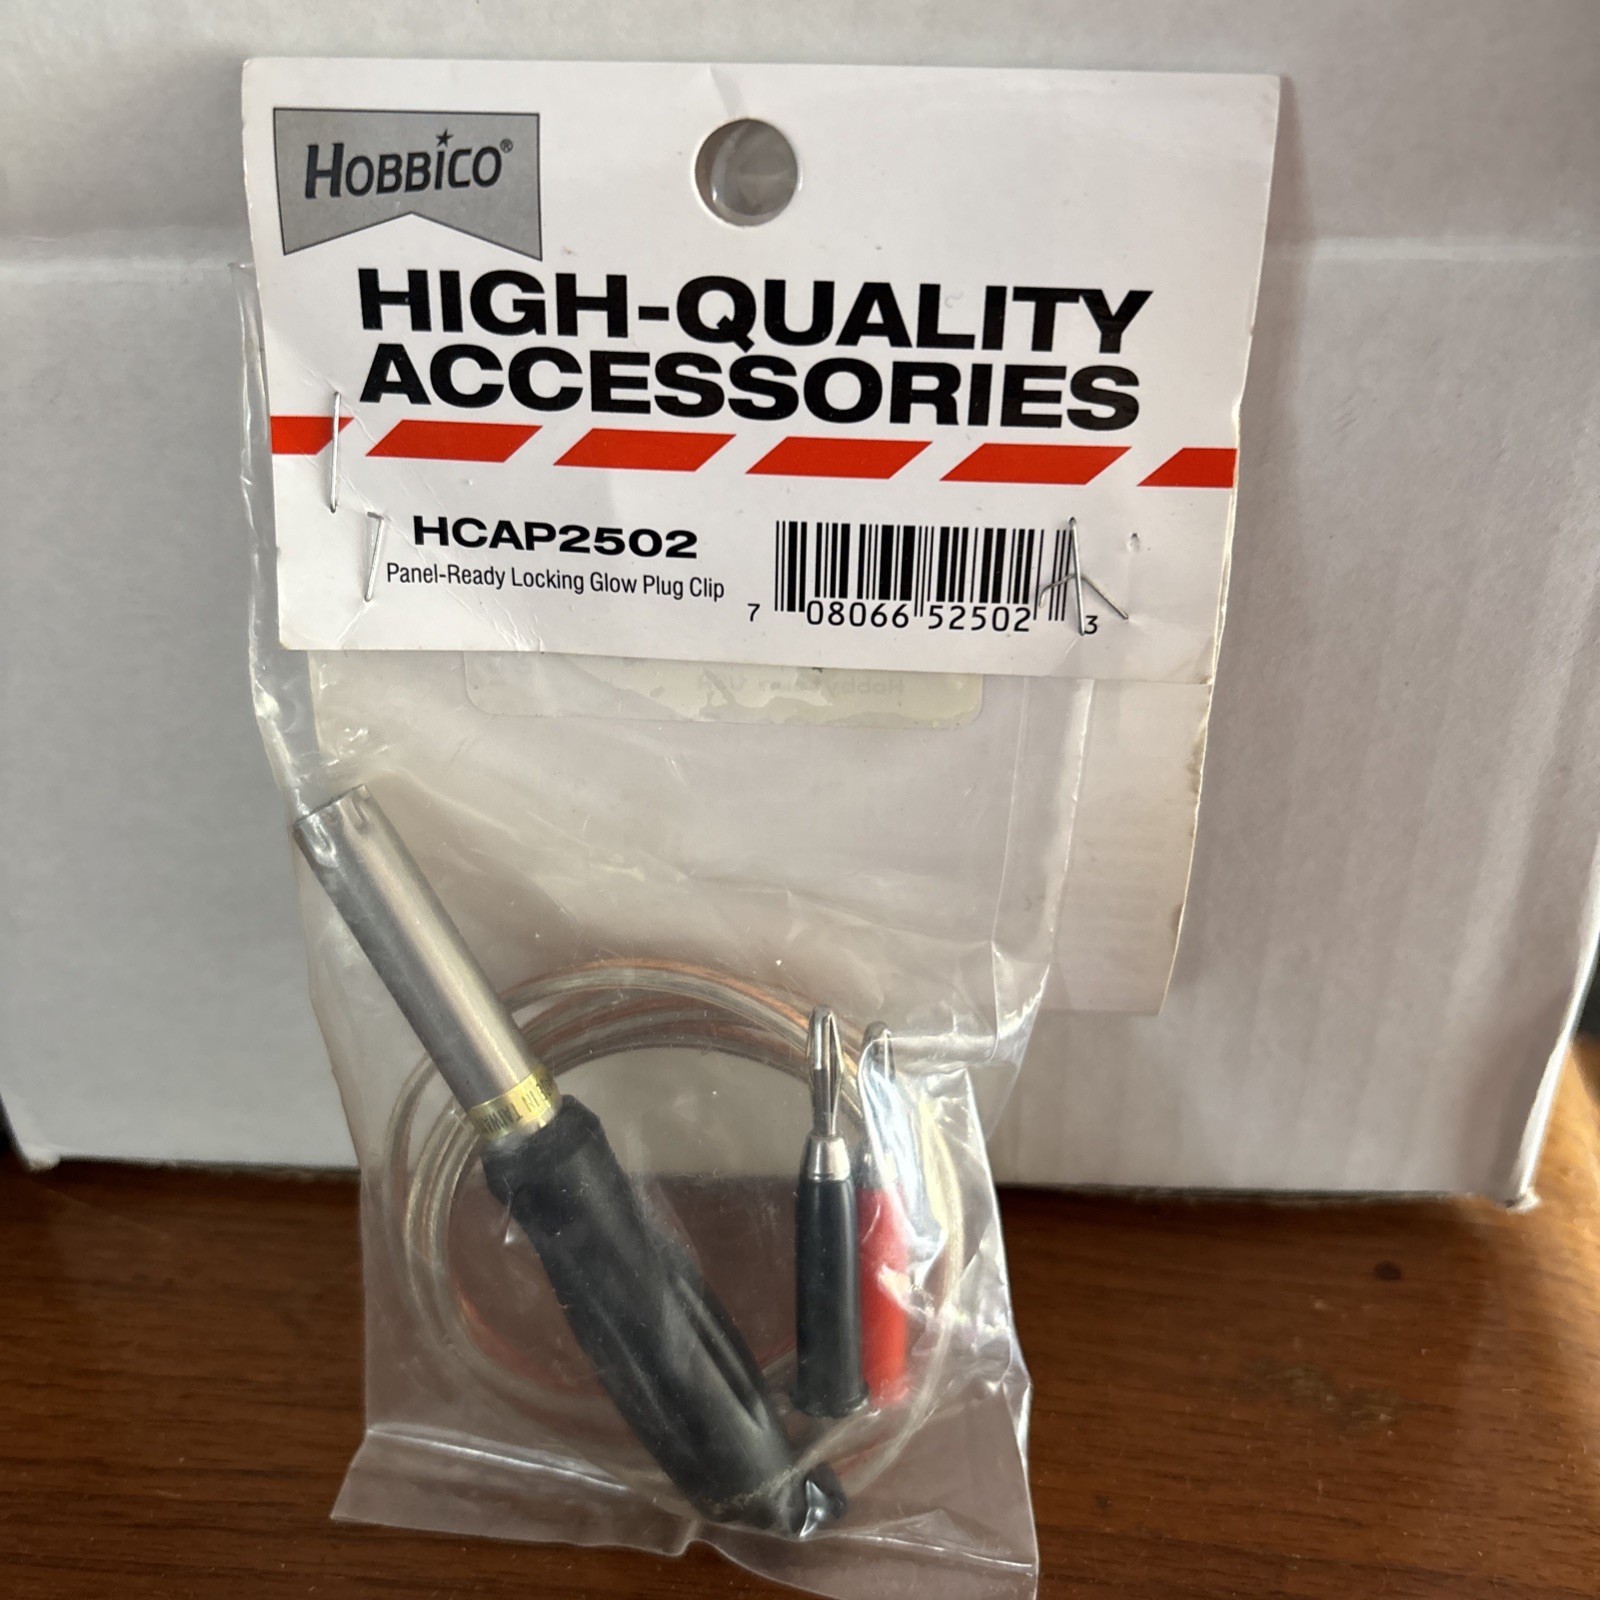 HOBBICO®
HIGH-QUALITY
ACCESSORIES
HCAP2502
Panel-Ready Locking Glow Plug Clip
7 08066 52502 3